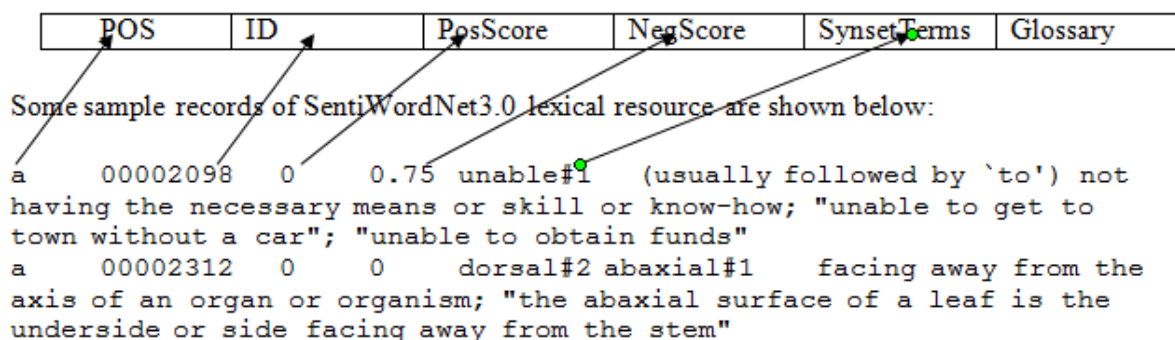 POS ID PosScore NegScore SynsetTerms Glossary
Some sample records of SentiWordNet3.0 lexical resource are shown below:
a 00002098 0 0.75 unable#1 (usually followed by `to') not
having the necessary means or skill or know-how; "unable to get to
town without a car"; "unable to obtain funds"
a 00002312 0 0 dorsal#2 abaxial#1 facing away from the
axis of an organ or organism; "the abaxial surface of a leaf is the
underside or side facing away from the stem"